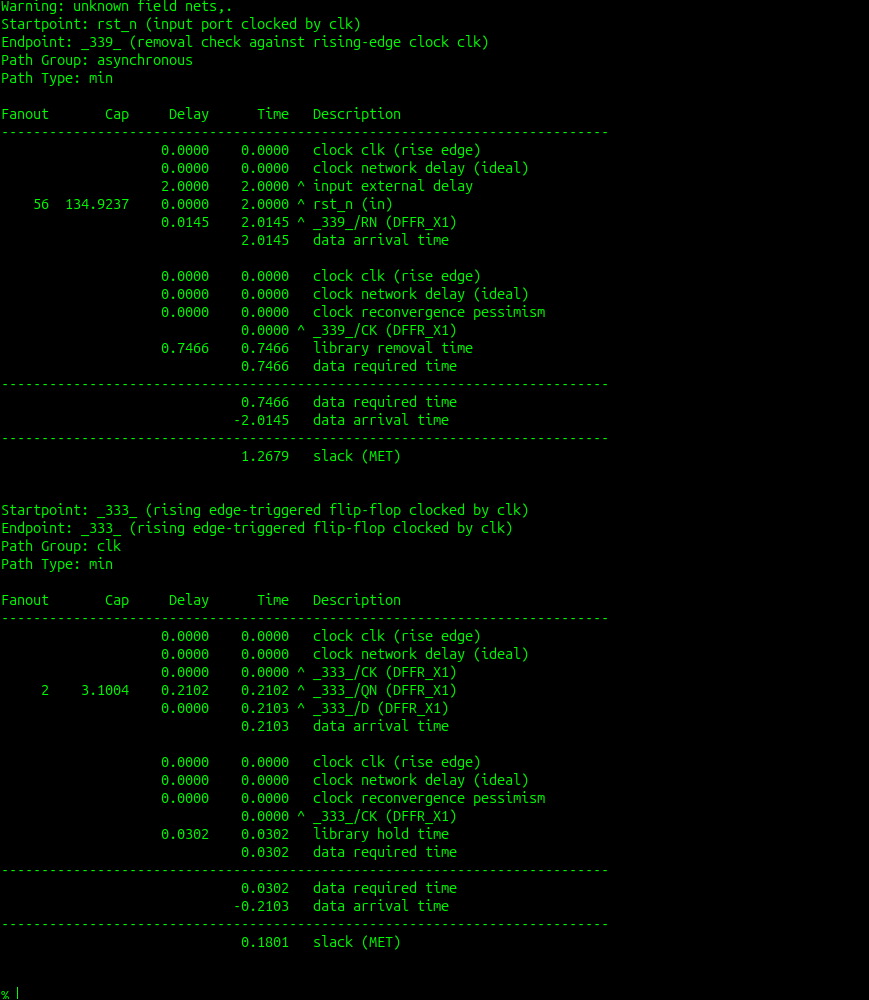 Warning: unknown field nets,.
Startpoint: rst_n (input port clocked by clk)
Endpoint: _339_ (removal check against rising-edge clock clk)
Path Group: asynchronous
Path Type: min
Fanout       Cap     Delay      Time   Description
----------------------------------------------------------------------------
                    0.0000    0.0000   clock clk (rise edge)
                    0.0000    0.0000   clock network delay (ideal)
                    2.0000    2.0000 ^ input external delay
    56  134.9237    0.0000    2.0000 ^ rst_n (in)
                    0.0145    2.0145 ^ _339_/RN (DFFR_X1)
                              2.0145   data arrival time
                    0.0000    0.0000   clock clk (rise edge)
                    0.0000    0.0000   clock network delay (ideal)
                    0.0000    0.0000   clock reconvergence pessimism
                              0.0000 ^ _339_/CK (DFFR_X1)
                    0.7466    0.7466   library removal time
                              0.7466   data required time
----------------------------------------------------------------------------
                              0.7466   data required time
                             -2.0145   data arrival time
----------------------------------------------------------------------------
                              1.2679   slack (MET)
Startpoint: _333_ (rising edge-triggered flip-flop clocked by clk)
Endpoint: _333_ (rising edge-triggered flip-flop clocked by clk)
Path Group: clk
Path Type: min
Fanout       Cap     Delay      Time   Description
----------------------------------------------------------------------------
                    0.0000    0.0000   clock clk (rise edge)
                    0.0000    0.0000   clock network delay (ideal)
                    0.0000    0.0000 ^ _333_/CK (DFFR_X1)
     2    3.1004    0.2102    0.2102 ^ _333_/QN (DFFR_X1)
                    0.0000    0.2103 ^ _333_/D (DFFR_X1)
                              0.2103   data arrival time
                    0.0000    0.0000   clock clk (rise edge)
                    0.0000    0.0000   clock network delay (ideal)
                    0.0000    0.0000   clock reconvergence pessimism
                              0.0000 ^ _333_/CK (DFFR_X1)
                    0.0302    0.0302   library hold time
                              0.0302   data required time
----------------------------------------------------------------------------
                              0.0302   data required time
                             -0.2103   data arrival time
----------------------------------------------------------------------------
                              0.1801   slack (MET)
%